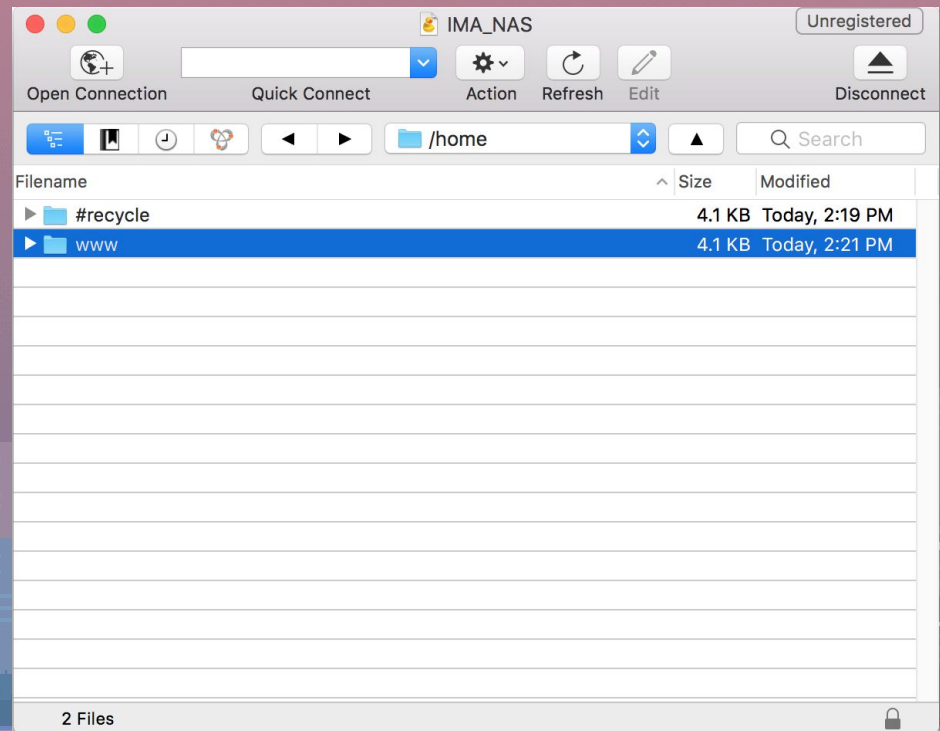 IMA_NAS
Unregistered
Open Connection Quick Connect Action Refresh Edit Disconnect
/home Search
Filename Size Modified
#recycle 4.1 KB Today, 2:19 PM
www 4.1 KB Today, 2:21 PM
2 Files